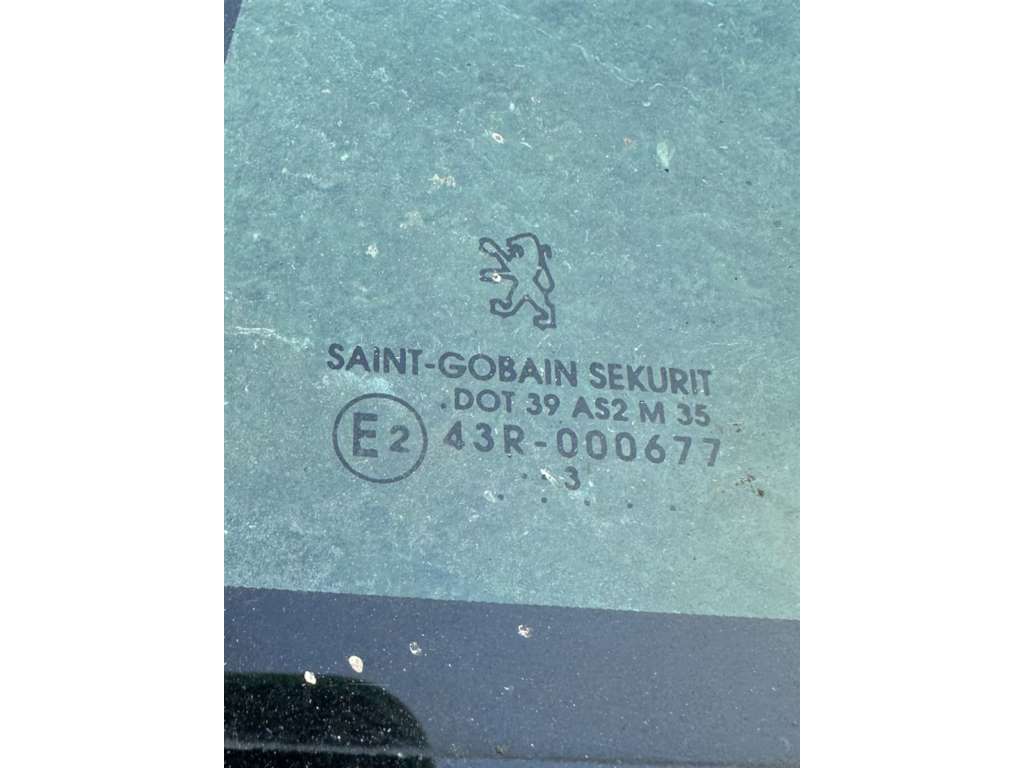 SAINT-GOBAIN SEKURIT
.DOT 39 AS2 M 35
E2 43R-000677
.. 3
. . . . .